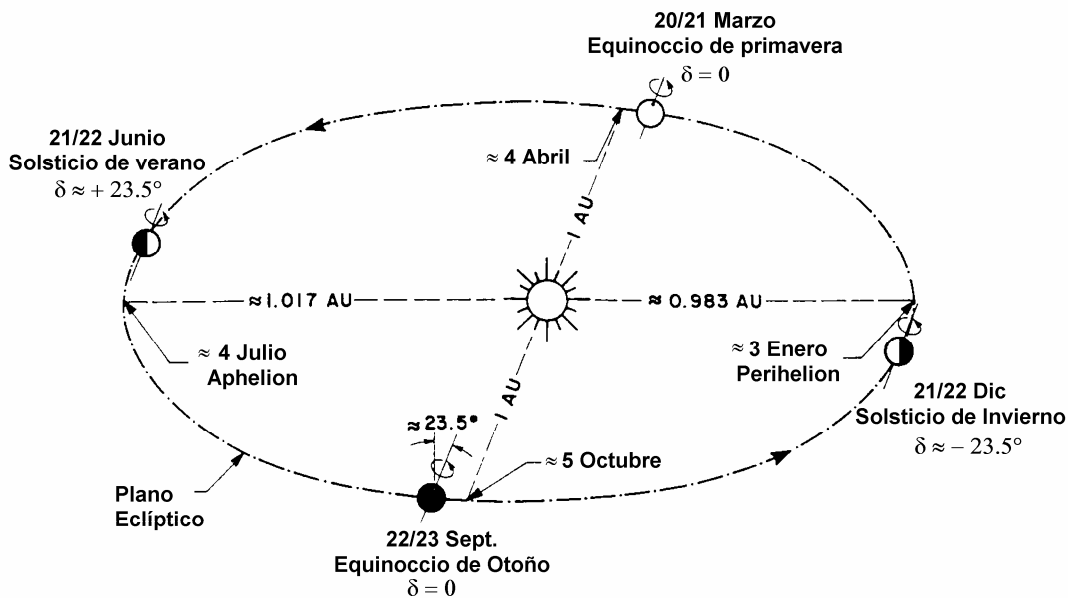 20/21 Marzo
Equinoccio de primavera
δ = 0
21/22 Junio
Solsticio de verano
δ ≈ + 23.5°
≈ 4 Abril
1 AU
≈1.017 AU
≈ 0.983 AU
≈ 4 Julio
Aphelion
≈ 3 Enero
Perihelion
21/22 Dic
Solsticio de Invierno
δ ≈ − 23.5°
1 AU
≈23.5°
≈ 5 Octubre
Plano
Eclíptico
22/23 Sept.
Equinoccio de Otoño
δ = 0